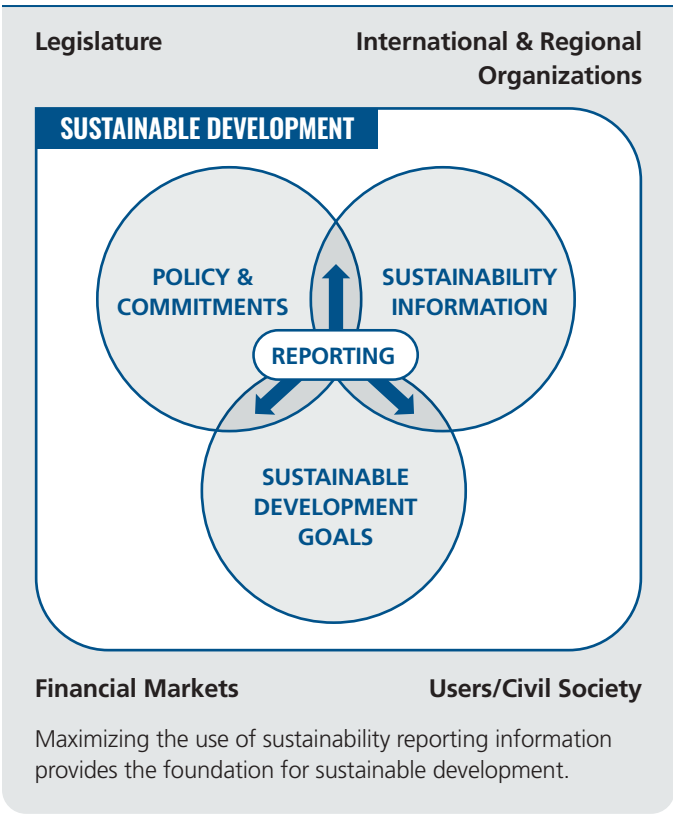 Legislature
International & Regional
Organizations
SUSTAINABLE DEVELOPMENT
POLICY &
COMMITMENTS
SUSTAINABILITY
INFORMATION
REPORTING
SUSTAINABLE
DEVELOPMENT
GOALS
Financial Markets
Users/Civil Society
Maximizing the use of sustainability reporting information
provides the foundation for sustainable development.